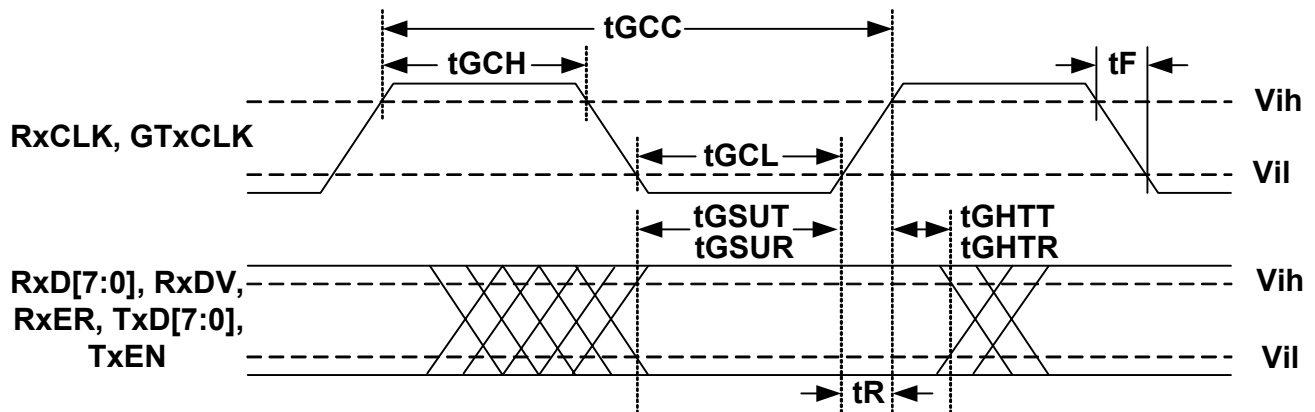 tGCC
tGCH
tF
Vih
RxCLK, GTxCLK
tGCL
Vil
tGSUT
tGSUR
tGHTT
tGHTR
RxD[7:0], RxDV,
RxER, TxD[7:0],
TxEN
Vih
Vil
tR